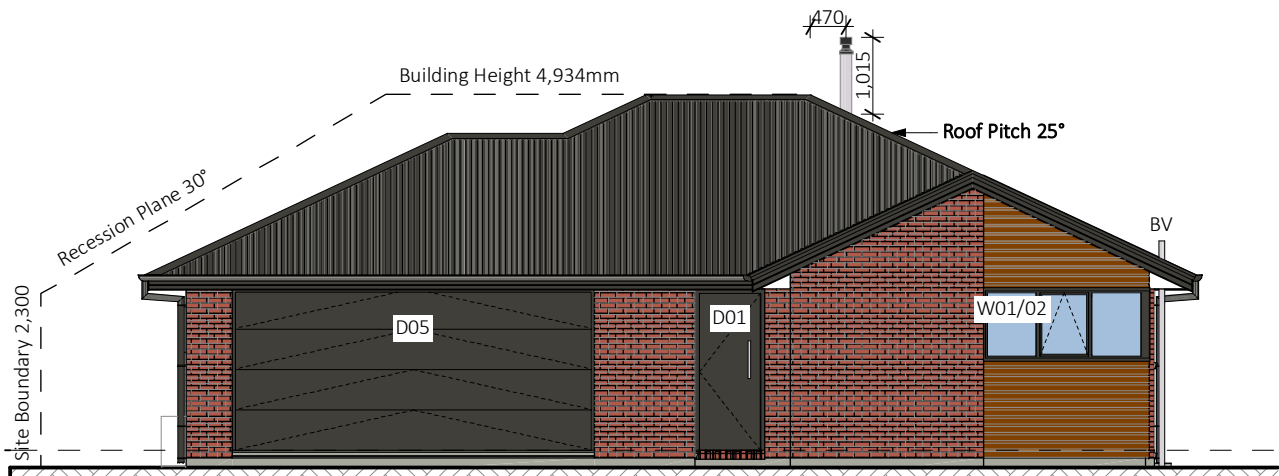 470
1,015
Building Height 4,934mm
Roof Pitch 25°
Recession Plane 30°
BV
Site Boundary 2,300
D05
D01
W01/02